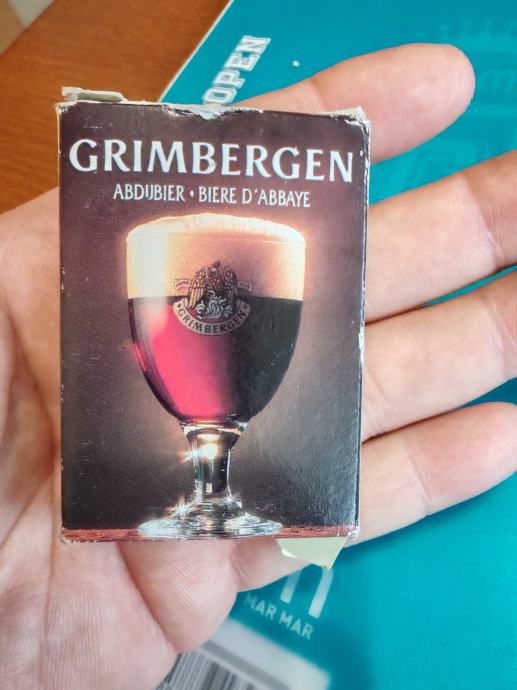 OPEN
GRIMBERGEN
ABDIJBIER • BIERE D'ABBAYE
GRIMBERGEN
MAR MAR